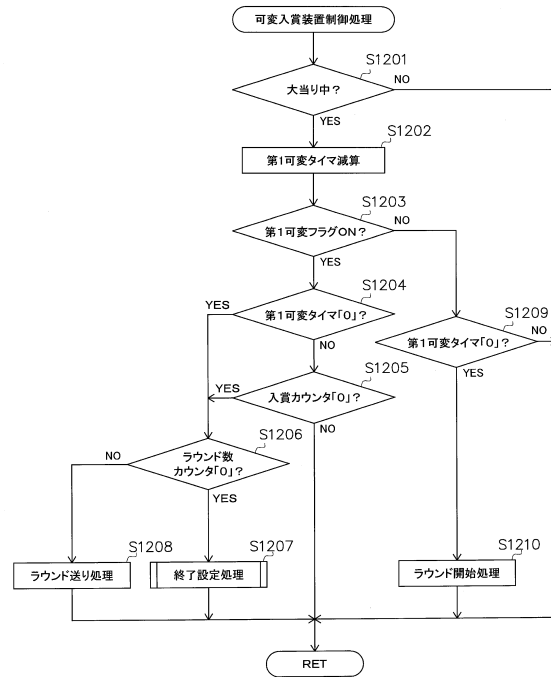 可変入賞装置制御処理
S1201
大当り中？
NO
YES
S1202
第1可変タイマ減算
S1203
第1可変フラグON？
NO
YES
S1204
第1可変タイマ「0」？
YES
NO
S1209
第1可変タイマ「0」？
NO
YES
S1205
入賞カウンタ「0」？
YES
NO
S1206
ラウンド数
カウンタ「0」？
NO
YES
S1208
ラウンド送り処理
S1207
終了設定処理
S1210
ラウンド開始処理
RET